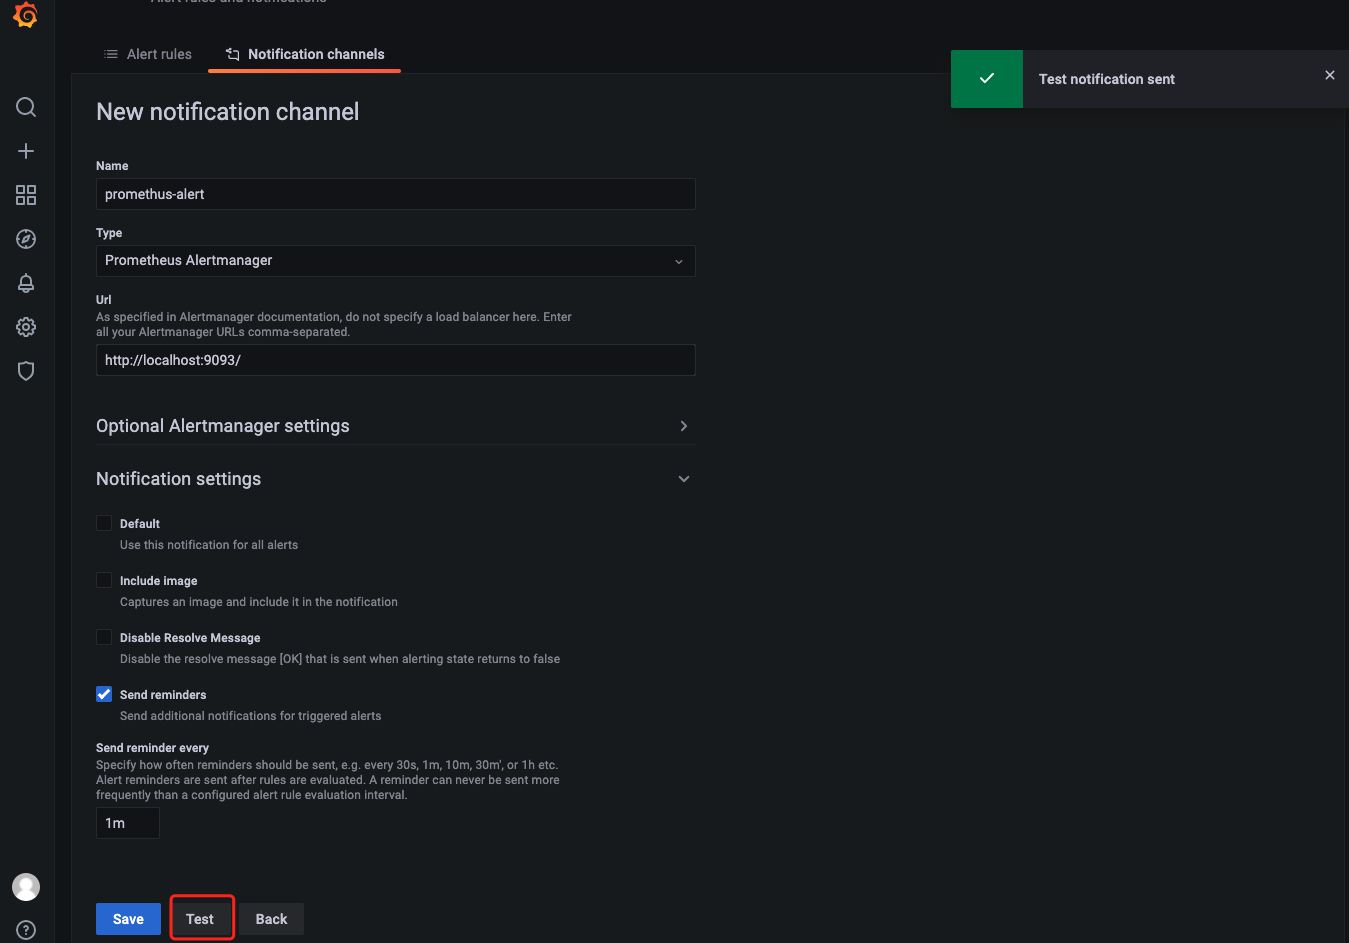 Alert rules and notifications
Alert rules
Notification channels
Test notification sent
New notification channel
Name
promethus-alert
Type
Prometheus Alertmanager
Url
As specified in Alertmanager documentation, do not specify a load balancer here. Enter
all your Alertmanager URLs comma-separated.
http://localhost:9093/
Optional Alertmanager settings
Notification settings
Default
Use this notification for all alerts
Include image
Captures an image and include it in the notification
Disable Resolve Message
Disable the resolve message [OK] that is sent when alerting state returns to false
Send reminders
Send additional notifications for triggered alerts
Send reminder every
Specify how often reminders should be sent, e.g. every 30s, 1m, 10m, 30m', or 1h etc.
Alert reminders are sent after rules are evaluated. A reminder can never be sent more
frequently than a configured alert rule evaluation interval.
1m
Save
Test
Back